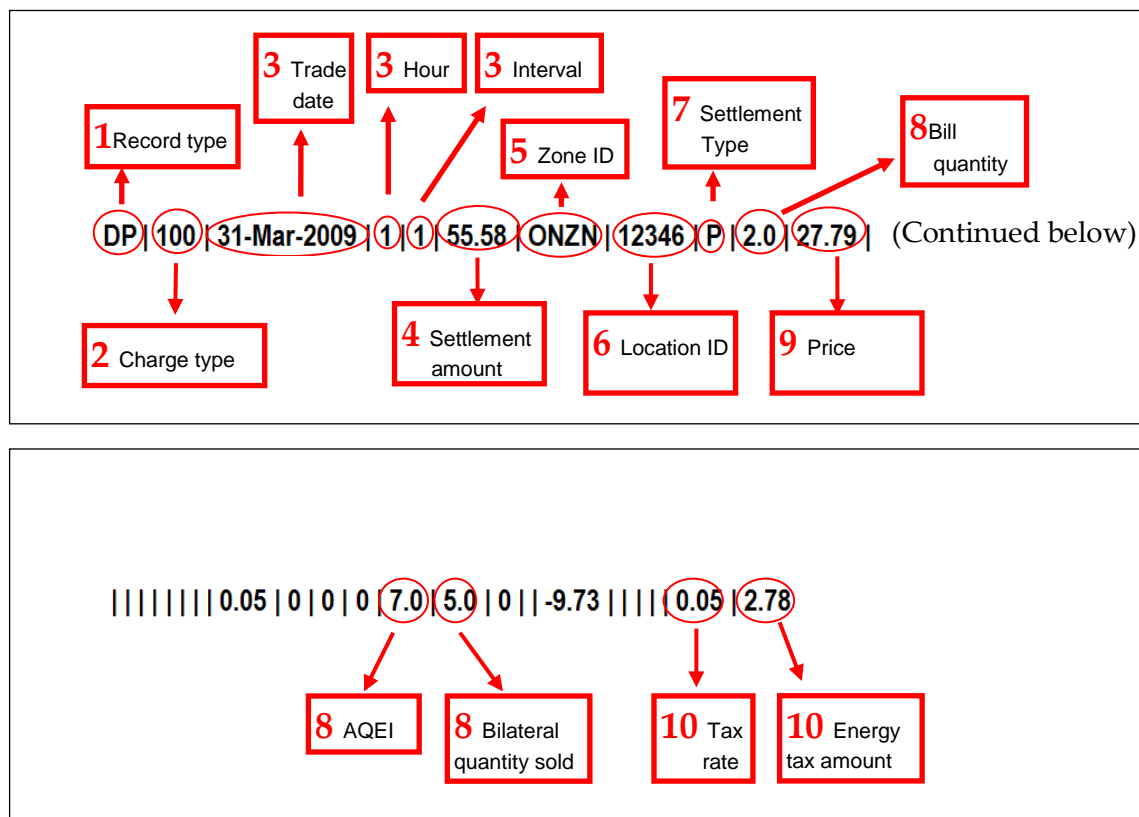 3 Trade
date
3 Hour
3 Interval
1 Record type
5 Zone ID
7 Settlement
Type
8 Bill
quantity
DP| 100 | 31-Mar-2009 | 1 | 1 | 55.58 | ONZN | 12346 | P | 2.0 | 27.79 | (Continued below)
2 Charge type
4 Settlement
amount
6 Location ID
9 Price
| | | | | | | | 0.05 | 0 | 0 | 0 | 7.0 | 5.0 | 0 | | -9.73 | | | | | 0.05 | 2.78
8 AQEI
8 Bilateral
quantity sold
10 Tax
rate
10 Energy
tax amount